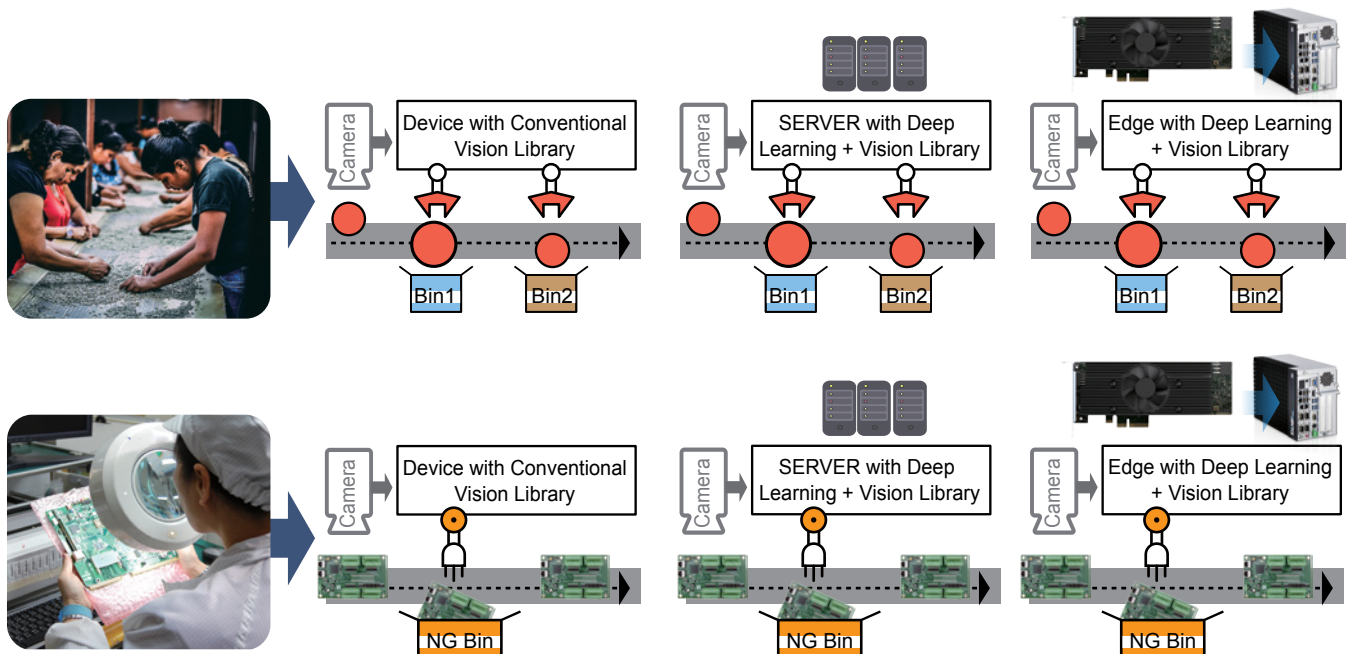 Camera
Device with Conventional
Vision Library
Bin1
Bin2
Camera
SERVER with Deep
Learning + Vision Library
Bin1
Bin2
Camera
Edge with Deep Learning
+ Vision Library
Bin1
Bin2
Camera
Device with Conventional
Vision Library
NG Bin
Camera
SERVER with Deep
Learning + Vision Library
NG Bin
Camera
Edge with Deep Learning
+ Vision Library
NG Bin